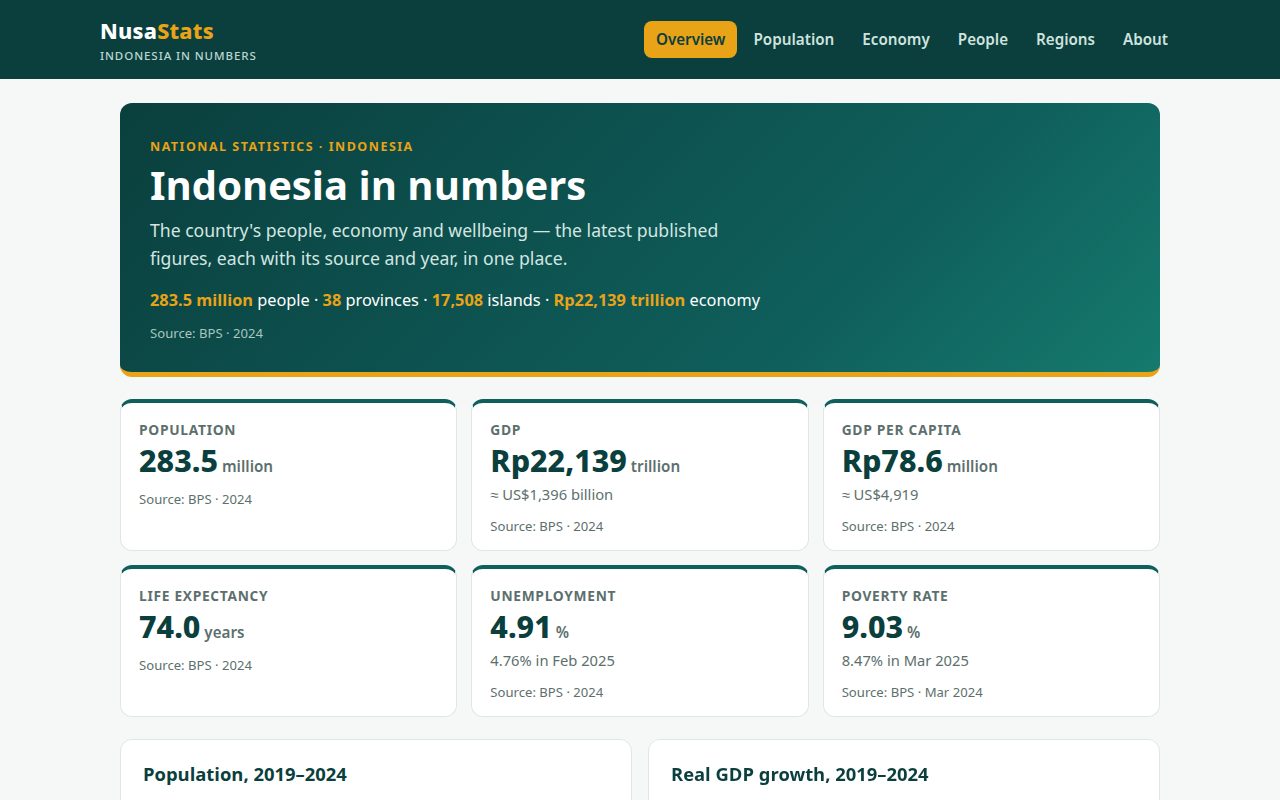 NusaStats
INDONESIA IN NUMBERS
Overview Population Economy People Regions About
NATIONAL STATISTICS · INDONESIA
Indonesia in numbers
The country's people, economy and wellbeing — the latest published
figures, each with its source and year, in one place.
283.5 million people · 38 provinces · 17,508 islands · Rp22,139 trillion economy
Source: BPS · 2024
POPULATION
283.5 million
Source: BPS · 2024
GDP
Rp22,139 trillion
≈ US$1,396 billion
Source: BPS · 2024
GDP PER CAPITA
Rp78.6 million
≈ US$4,919
Source: BPS · 2024
LIFE EXPECTANCY
74.0 years
Source: BPS · 2024
UNEMPLOYMENT
4.91 %
4.76% in Feb 2025
Source: BPS · 2024
POVERTY RATE
9.03 %
8.47% in Mar 2025
Source: BPS · Mar 2024
Population, 2019–2024
Real GDP growth, 2019–2024